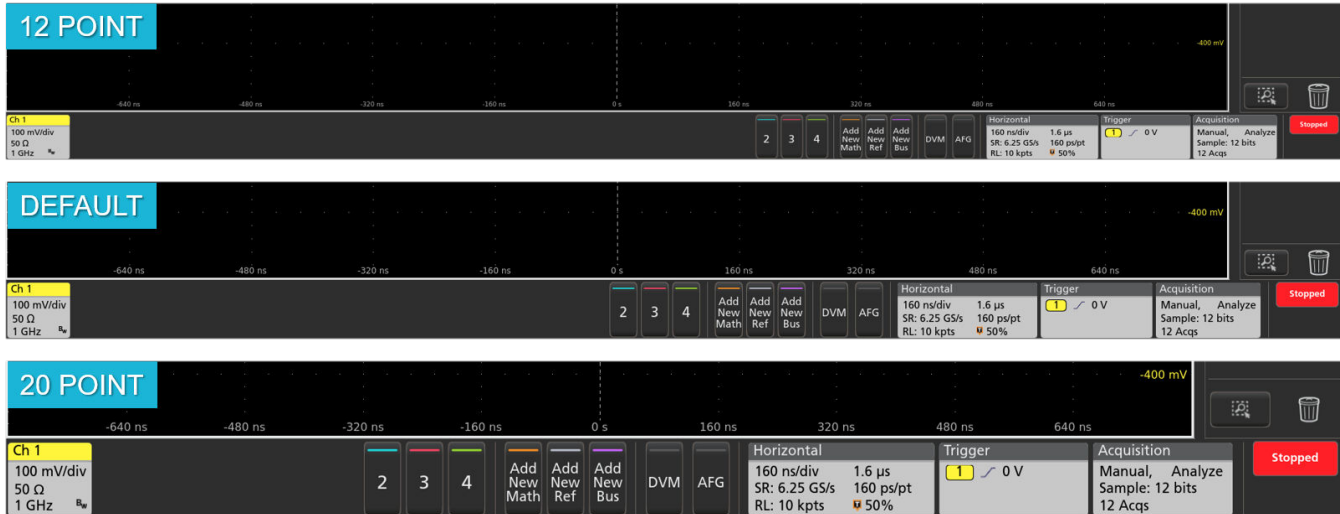 12 POINT
-400 mV
-640 ns -480 ns -320 ns -160 ns 0 s 160 ns 320 ns 480 ns 640 ns
Ch 1
100 mV/div
50 Ω
1 GHz Bw
2 3 4
Add New Math
Add New Ref
Add New Bus
DVM AFG
Horizontal
160 ns/div 1.6 µs
SR: 6.25 GS/s 160 ps/pt
RL: 10 kpts 50%
Trigger
1 0 V
Acquisition
Manual, Analyze
Sample: 12 bits
12 Acqs
Stopped
DEFAULT
-400 mV
-640 ns -480 ns -320 ns -160 ns 0 s 160 ns 320 ns 480 ns 640 ns
Ch 1
100 mV/div
50 Ω
1 GHz Bw
2 3 4
Add New Math
Add New Ref
Add New Bus
DVM AFG
Horizontal
160 ns/div 1.6 µs
SR: 6.25 GS/s 160 ps/pt
RL: 10 kpts 50%
Trigger
1 0 V
Acquisition
Manual, Analyze
Sample: 12 bits
12 Acqs
Stopped
20 POINT
-400 mV
-640 ns -480 ns -320 ns -160 ns 0 s 160 ns 320 ns 480 ns 640 ns
Ch 1
100 mV/div
50 Ω
1 GHz Bw
2 3 4
Add New Math
Add New Ref
Add New Bus
DVM AFG
Horizontal
160 ns/div 1.6 µs
SR: 6.25 GS/s 160 ps/pt
RL: 10 kpts 50%
Trigger
1 0 V
Acquisition
Manual, Analyze
Sample: 12 bits
12 Acqs
Stopped